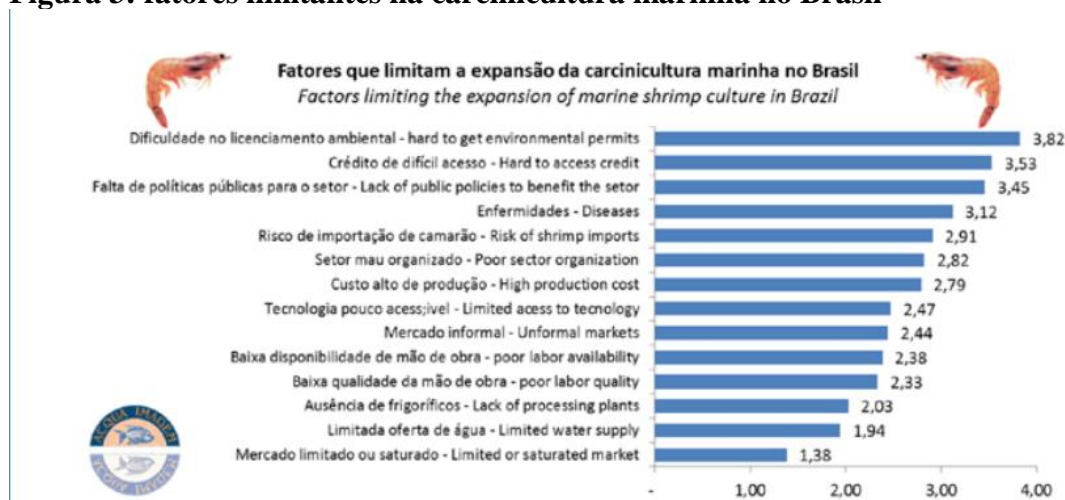 Figura 3: fatores limitantes na carcinicultura marinha no Brasil
Fatores que limitam a expansão da carcinicultura marinha no Brasil
Factors limiting the expansion of marine shrimp culture in Brazil
Dificuldade no licenciamento ambiental - hard to get environmental permits 3,82
Crédito de difícil acesso - Hard to access credit 3,53
Falta de políticas públicas para o setor - Lack of public policies to benefit the setor 3,45
Enfermidades - Diseases 3,12
Risco de importação de camarão - Risk of shrimp imports 2,91
Setor mau organizado - Poor sector organization 2,82
Custo alto de produção - High production cost 2,79
Tecnologia pouco acess;ivel - Limited acess to tecnology 2,47
Mercado informal - Unformal markets 2,44
Baixa disponibilidade de mão de obra - poor labor availability 2,38
Baixa qualidade da mão de obra - poor labor quality 2,33
Ausência de frigoríficos - Lack of processing plants 2,03
Limitada oferta de água - Limited water supply 1,94
Mercado limitado ou saturado - Limited or saturated market 1,38
- 1,00 2,00 3,00 4,00
ACQUA IMAGEM
ACQUA IMAGEM